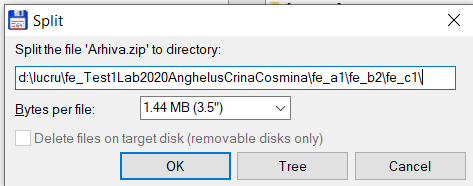 Split
Split the file 'Arhiva.zip' to directory:
d:\lucru\fe_Test1Lab2020AnghelusCrinaCosmina\fe_a1\fe_b2\fe_c1\
Bytes per file:
1.44 MB (3.5")
Delete files on target disk (removable disks only)
OK
Tree
Cancel